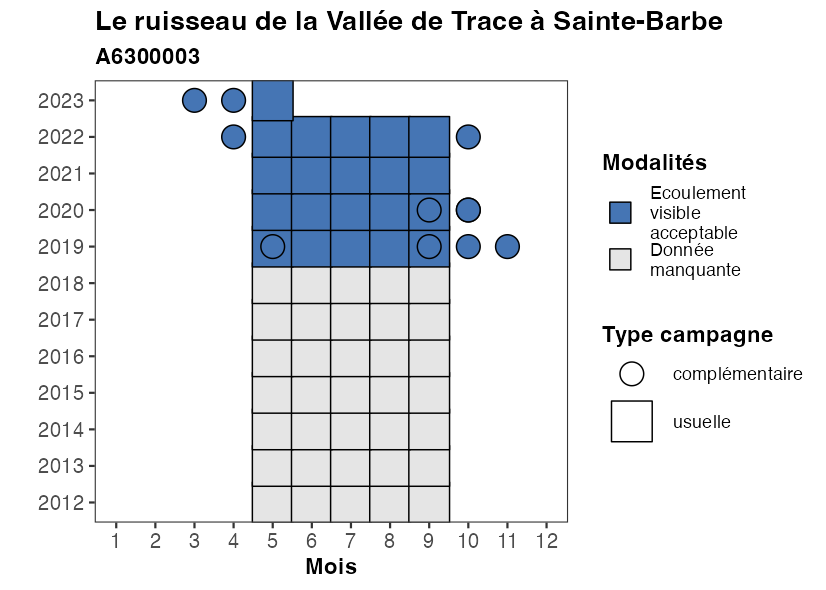 Le ruisseau de la Vallée de Trace à Sainte-Barbe
A6300003
2023
2022
2021
2020
2019
2018
2017
2016
2015
2014
2013
2012
1 2 3 4 5 6 7 8 9 10 11 12
Mois
Modalités
Ecoulement
visible
acceptable
Donnée
manquante
Type campagne
complémentaire
usuelle